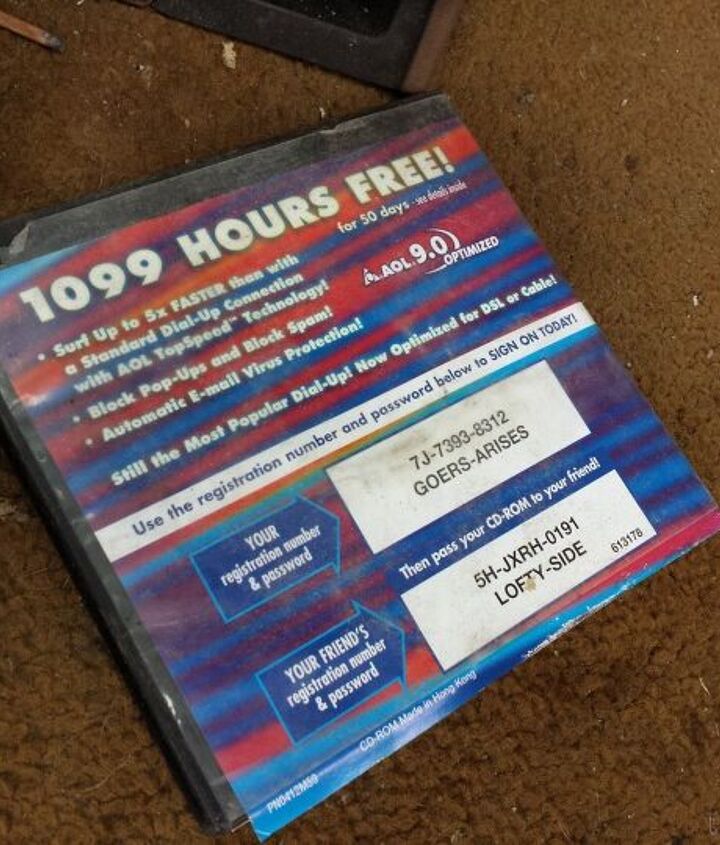 1099 HOURS FREE!
for 50 days - see details inside
AOL 9.0 OPTIMIZED
• Surf Up to 5x FASTER than with
a Standard Dial-Up Connection
with AOL TopSpeed™ Technology!
• Block Pop-Ups and Block Spam!
• Automatic E-mail Virus Protection!
Still the Most Popular Dial-Up! Now Optimized for DSL or Cable!
Use the registration number and password below to SIGN ON TODAY!
YOUR
registration number
& password
7J-7393-8312
GOERS-ARISES
Then pass your CD-ROM to your friend!
YOUR FRIEND'S
registration number
& password
5H-JXRH-0191
LOFTY-SIDE
613178
CD-ROM Made in Hong Kong